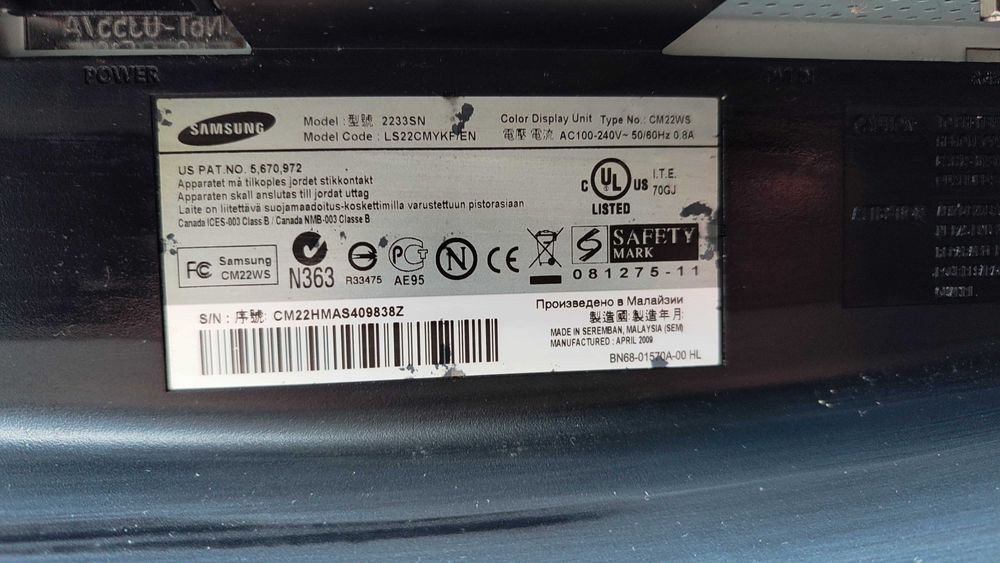 POWER
SAMSUNG
Model : 型號 2233SN
Model Code : LS22CMYKF/EN
Color Display Unit Type No.: CM22WS
電壓 電流 AC100-240V~ 50/60Hz 0.8A
US PAT.NO. 5,670,972
Apparatet må tilkoples jordet stikkontakt
Apparaten skall anslutas till jordat uttag
Laite on liitettävä suojamaadoitus-koskettimilla varustettuun pistorasiaan
Canada ICES-003 Class B / Canada NMB-003 Classe B
C UL US
LISTED
I.T.E.
70GJ
FC Samsung
CM22WS
N363
R33475
PCT
AE95
N
CE
S SAFETY
MARK
081275-11
S/N : 序號: CM22HMAS409838Z
Произведено в Малайзии
製造國 製造年月
MADE IN SEREMBAN, MALAYSIA (SEM)
MANUFACTURED : APRIL 2009
BN68-01570A-00 HL